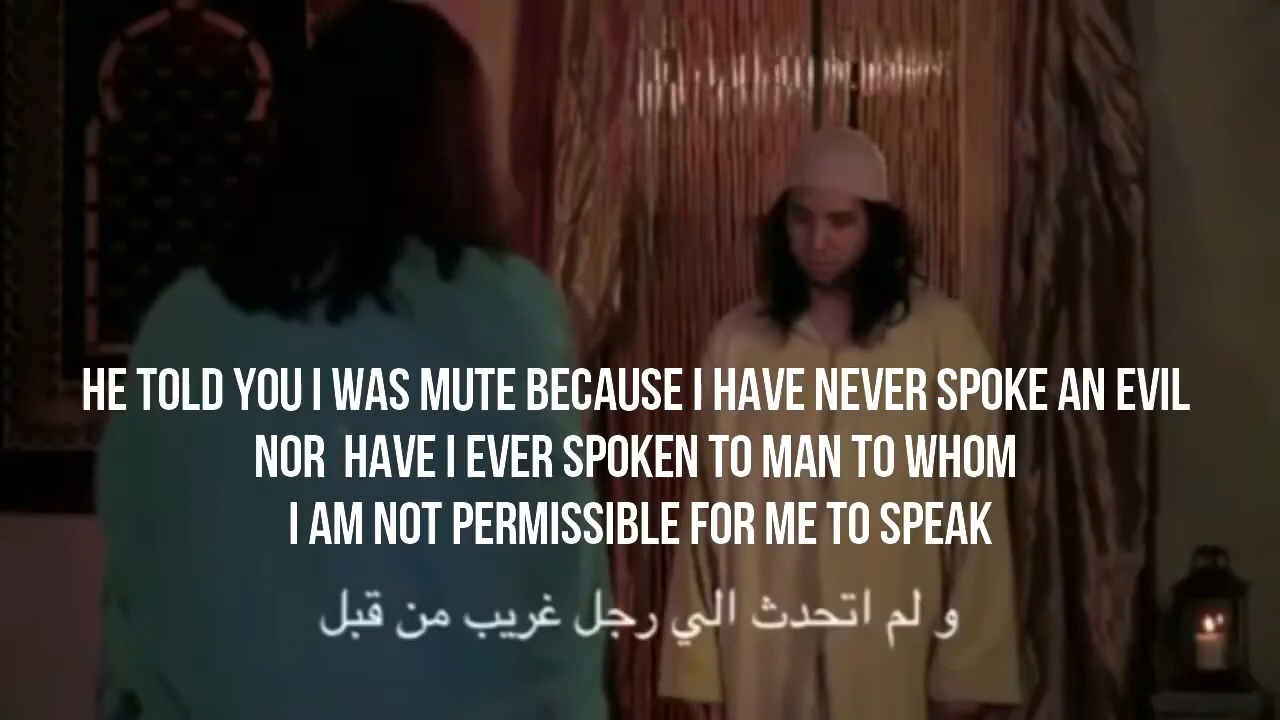 HE TOLD YOU I WAS MUTE BECAUSE I HAVE NEVER SPOKE AN EVIL
NOR HAVE I EVER SPOKEN TO MAN TO WHOM
I AM NOT PERMISSIBLE FOR ME TO SPEAK
و لم اتحدث الي رجل غريب من قبل